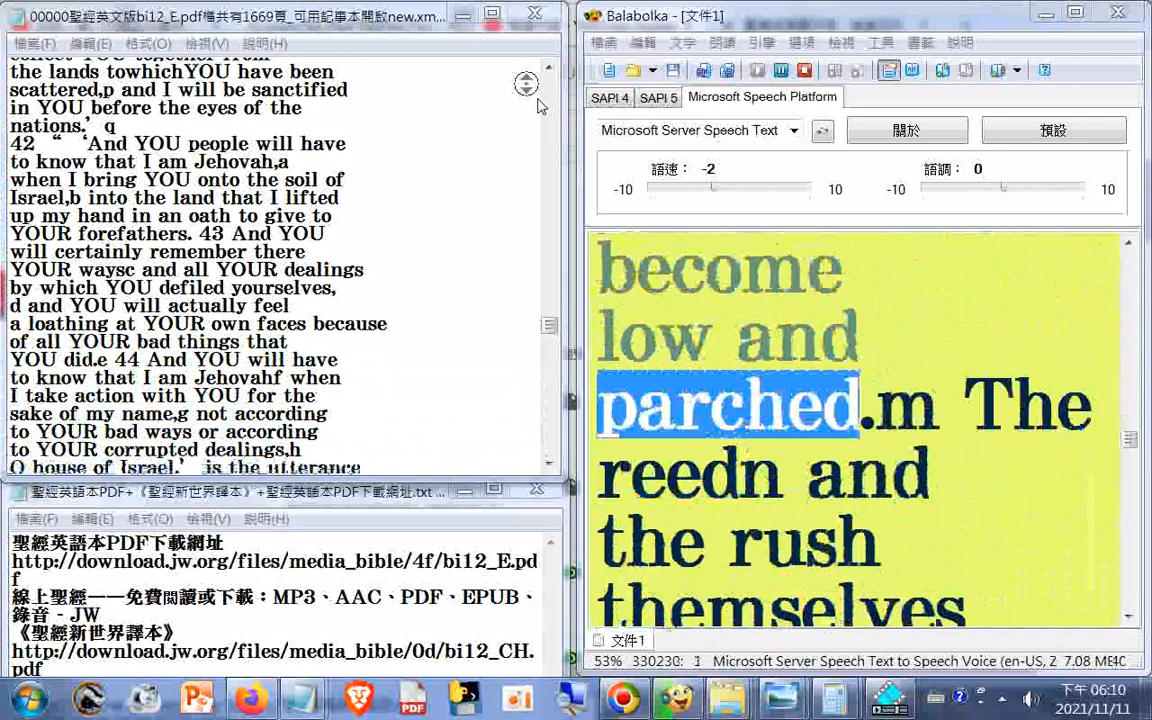 00000聖經英文版bi12_E.pdf檔共有1669頁_可用記事本開啟new.xm...
檔案(F) 編輯(E) 格式(O) 檢視(V) 說明(H)
the lands towhichYOU have been
scattered,p and I will be sanctified
in YOU before the eyes of the
nations.’ q
42 “ ‘And YOU people will have
to know that I am Jehovah,a
when I bring YOU onto the soil of
Israel,b into the land that I lifted
up my hand in an oath to give to
YOUR forefathers. 43 And YOU
will certainly remember there
YOUR waysc and all YOUR dealings
by which YOU defiled yourselves,
d and YOU will actually feel
a loathing at YOUR own faces because
of all YOUR bad things that
YOU did.e 44 And YOU will have
to know that I am Jehovahf when
I take action with YOU for the
sake of my name,g not according
to YOUR bad ways or according
to YOUR corrupted dealings,h
O house of Israel,’ is the utterance
聖經英語本PDF+《聖經新世界譯本》+聖經英語本PDF下載網址.txt ...
檔案(F) 編輯(E) 格式(O) 檢視(V) 說明(H)
聖經英語本PDF下載網址
http://download.jw.org/files/media_bible/4f/bi12_E.pd
f
線上聖經——免費閱讀或下載：MP3、AAC、PDF、EPUB、
錄音 - JW
《聖經新世界譯本》
http://download.jw.org/files/media_bible/0d/bi12_CH.
pdf
Balabolka - [文件1]
檔案 編輯 文字 朗讀 引擎 選項 檢視 工具 書籤 說明
SAPI 4 SAPI 5 Microsoft Speech Platform
Microsoft Server Speech Text 關於 預設
語速： -2 語調： 0
-10 10 -10 10
become
low and
parched.m The
reedn and
the rush
themselves
文件1
53% 330230: 1 Microsoft Server Speech Text to Speech Voice (en-US, Z 7.08 ME
下午 06:10
2021/11/11